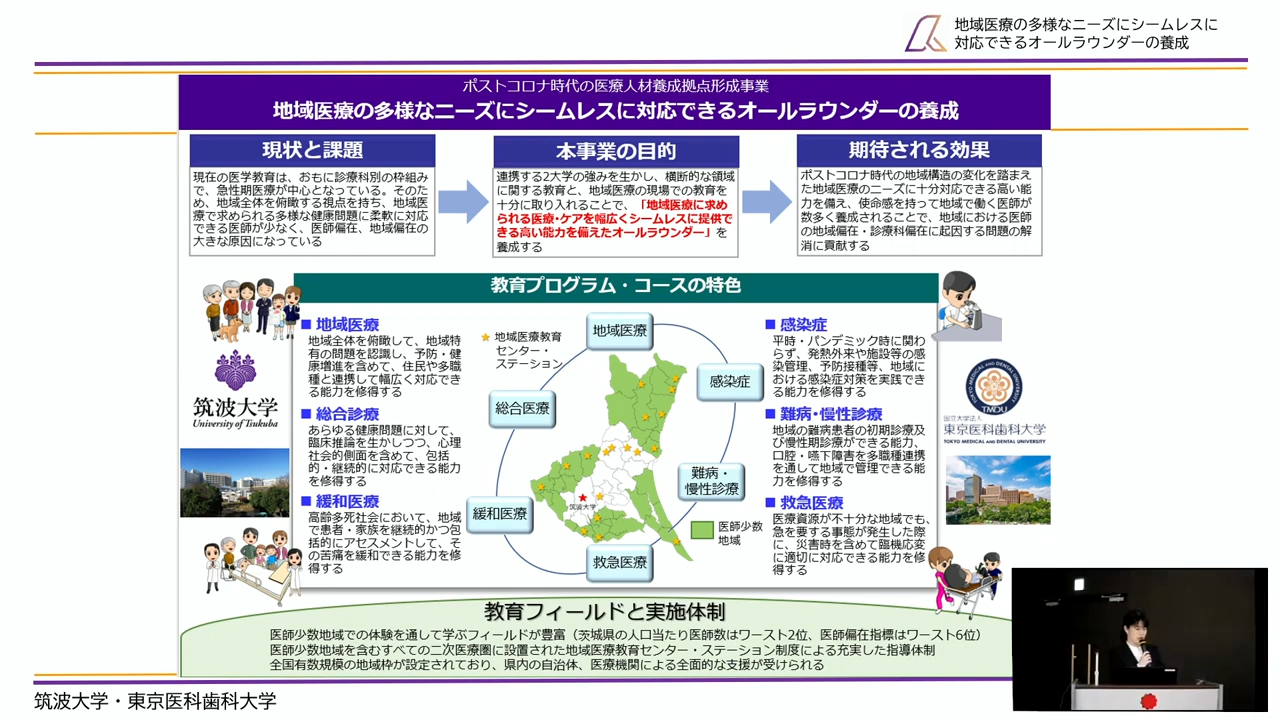 地域医療の多様なニーズにシームレスに
対応できるオールラウンダーの養成
ポストコロナ時代の医療人材養成拠点形成事業
地域医療の多様なニーズにシームレスに対応できるオールラウンダーの養成
現状と課題
現在の医学教育は、おもに診療科別の枠組み
で、急性期医療が中心となっている。そのた
め、地域全体を俯瞰する視点を持ち、地域医
療で求められる多様な健康問題に柔軟に対応
できる医師が少なく、医師偏在、地域偏在の
大きな原因になっている
本事業の目的
連携する2大学の強みを生かし、横断的な領域
に関する教育と、地域医療の現場での教育を
十分に取り入れることで、「地域医療に求め
られる医療・ケアを幅広くシームレスに提供で
きる高い能力を備えたオールラウンダー」を
養成する
期待される効果
ポストコロナ時代の地域構造の変化を踏まえ
た地域医療のニーズに十分対応できる高い能
力を備え、使命感を持って地域で働く医師が
数多く養成されることで、地域における医師
の地域偏在・診療科偏在に起因する問題の解
消に貢献する
教育プログラム・コースの特色
■ 地域医療
地域全体を俯瞰して、地域特
有の問題を認識し、予防・健
康増進を含めて、住民や多職
種と連携して幅広く対応でき
る能力を修得する
■ 総合診療
あらゆる健康問題に対して、
臨床推論を生かしつつ、心理
社会的側面を含めて、包括
的・継続的に対応できる能力
を修得する
■ 緩和医療
高齢多死社会において、地域
で患者・家族を継続的かつ包
括的にアセスメントして、そ
の苦痛を緩和できる能力を修
得する
地域医療教育
センター・
ステーション
地域医療
感染症
総合医療
難病・
慢性診療
緩和医療
救急医療
筑波大学
医師少数
地域
■ 感染症
平時・パンデミック時に関わ
らず、発熱外来や施設等の感
染管理、予防接種等、地域に
おける感染症対策を実践でき
る能力を修得する
■ 難病・慢性診療
地域の難病患者の初期診療及
び慢性期診療ができる能力、
口腔・嚥下障害を多職種連携
を通して地域で管理できる能
力を修得する
■ 救急医療
医療資源が不十分な地域でも、
急を要する事態が発生した際
に、災害時を含めて臨機応変
に適切に対応できる能力を修
得する
筑波大学
University of Tsukuba
TOKYO MEDICAL AND DENTAL UNIVERSITY
TMDU
国立大学法人
東京医科歯科大学
TOKYO MEDICAL AND DENTAL UNIVERSITY
教育フィールドと実施体制
医師少数地域での体験を通して学ぶフィールドが豊富（茨城県の人口当たり医師数はワースト2位、医師偏在指標はワースト6位）
医師少数地域を含むすべての二次医療圏に設置された地域医療教育センター・ステーション制度による充実した指導体制
全国有数規模の地域枠が設定されており、県内の自治体、医療機関による全面的な支援が受けられる
筑波大学・東京医科歯科大学